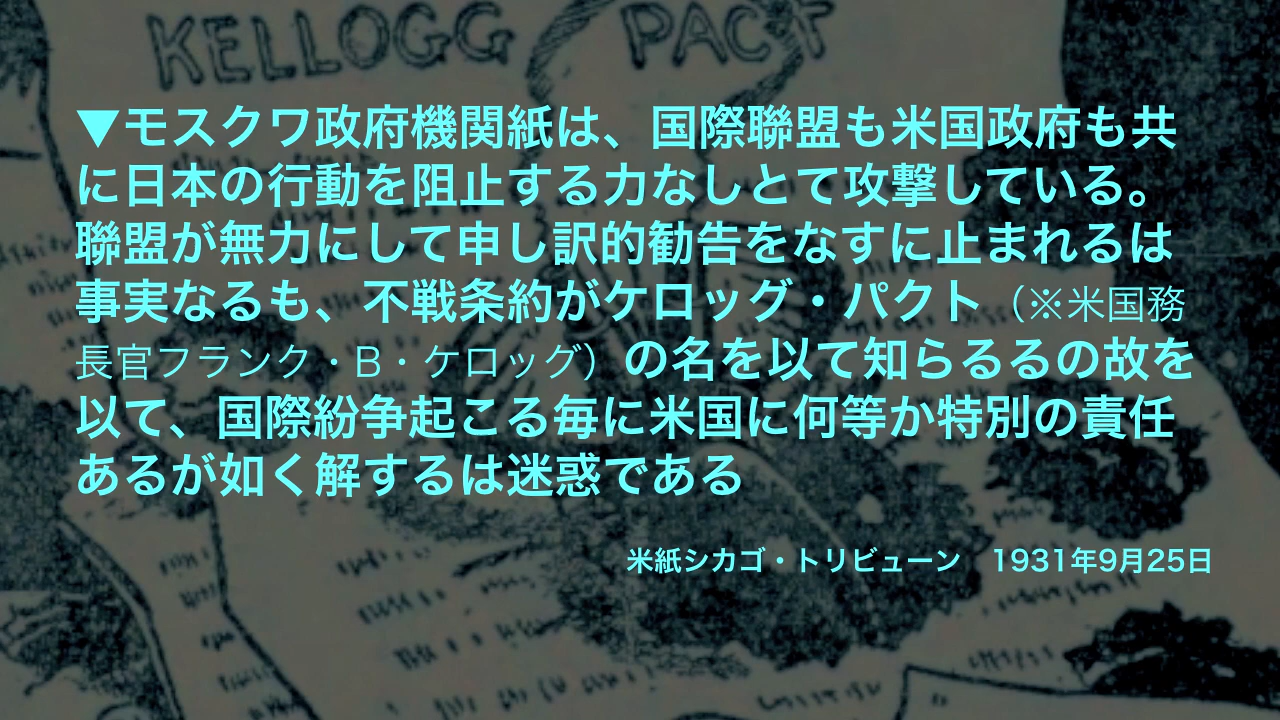 KELLOGG PACT
▼モスクワ政府機関紙は、国際聯盟も米国政府も共
に日本の行動を阻止する力なしとて攻撃している。
聯盟が無力にして申し訳的勧告をなすに止まれるは
事実なるも、不戦条約がケロッグ・パクト（※米国務
長官フランク・B・ケロッグ）の名を以て知らるるの故を
以て、国際紛争起こる毎に米国に何等か特別の責任
あるが如く解するは迷惑である
米紙シカゴ・トリビューン　1931年9月25日